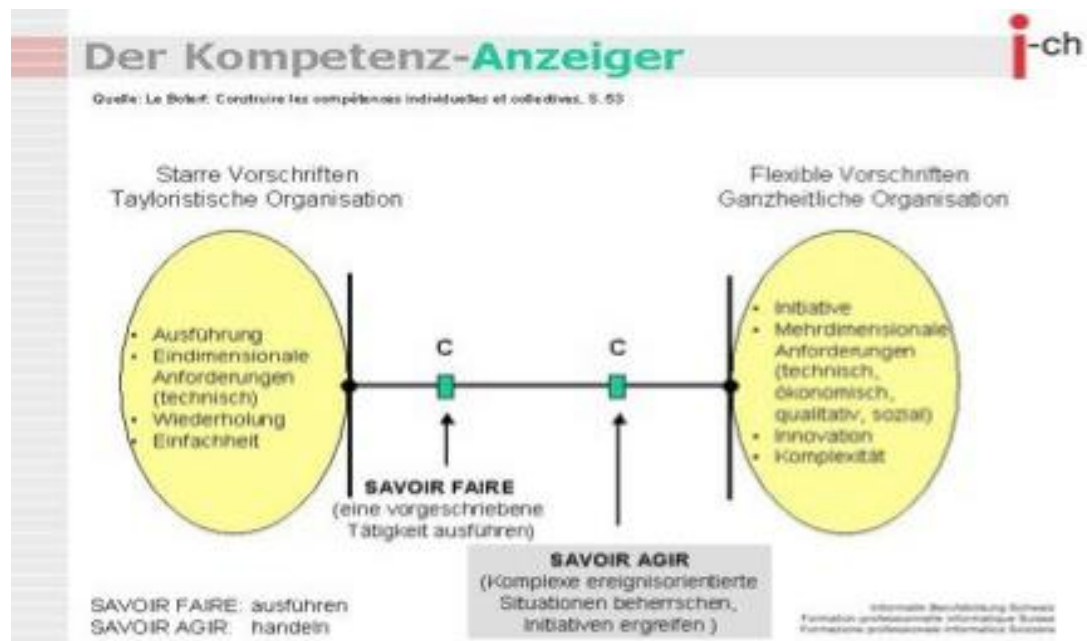 Der Kompetenz-Anzeiger
i-ch
Quelle: Le Boterf: Construire les compétences individuelles et collectives, S. 53
Starre Vorschriften
Tayloristische Organisation
Flexible Vorschriften
Ganzheitliche Organisation
• Ausführung
• Eindimensionale
Anforderungen
(technisch)
• Wiederholung
• Einfachheit
C
C
• Initiative
• Mehrdimensionale
Anforderungen
(technisch,
ökonomisch,
qualitativ, sozial)
• Innovation
• Komplexität
SAVOIR FAIRE
(eine vorgeschriebene
Tätigkeit ausführen)
SAVOIR AGIR
(Komplexe ereignisorientierte
Situationen beherrschen,
Initiativen ergreifen )
SAVOIR FAIRE: ausführen
SAVOIR AGIR: handeln
Informatik Berufsbildung Schweiz
Formation professionnelle informatique Suisse
Formazione professionale informatica Svizzera